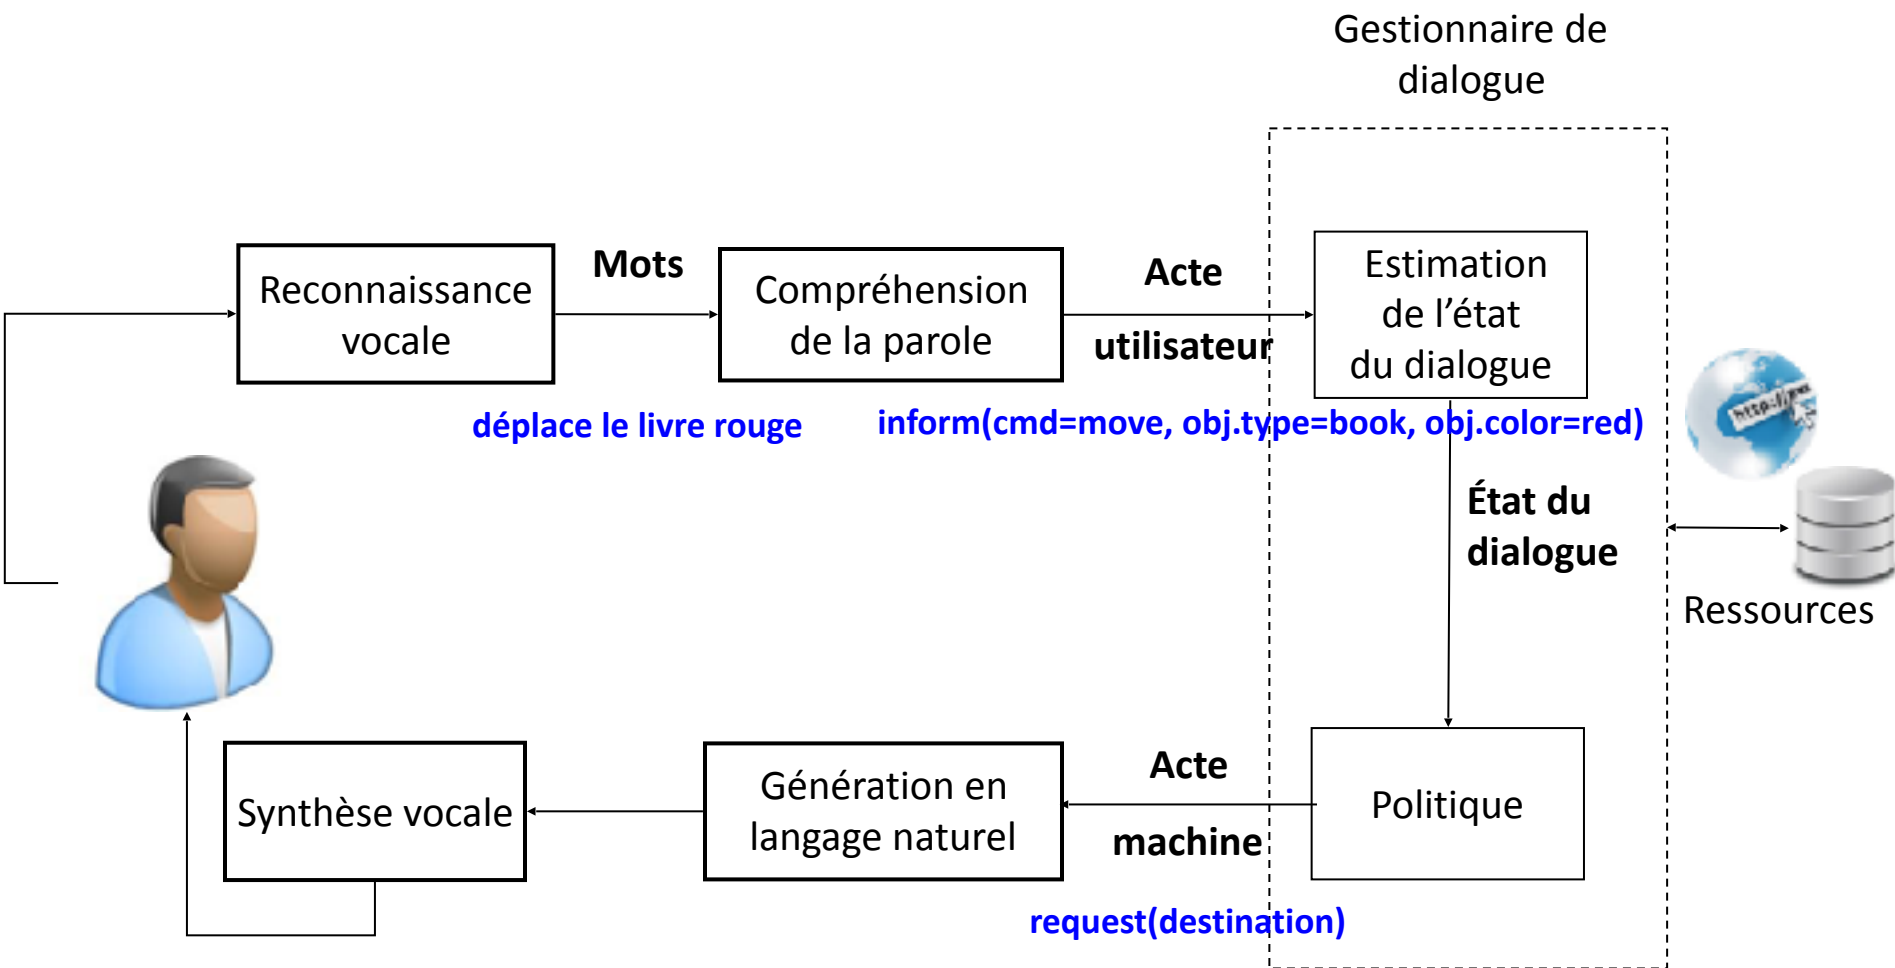 Gestionnaire de
dialogue
Reconnaissance
vocale
Mots
Compréhension
de la parole
Acte
utilisateur
Estimation
de l’état
du dialogue
déplace le livre rouge
inform(cmd=move, obj.type=book, obj.color=red)
État du
dialogue
Ressources
Synthèse vocale
Génération en
langage naturel
Acte
machine
Politique
request(destination)